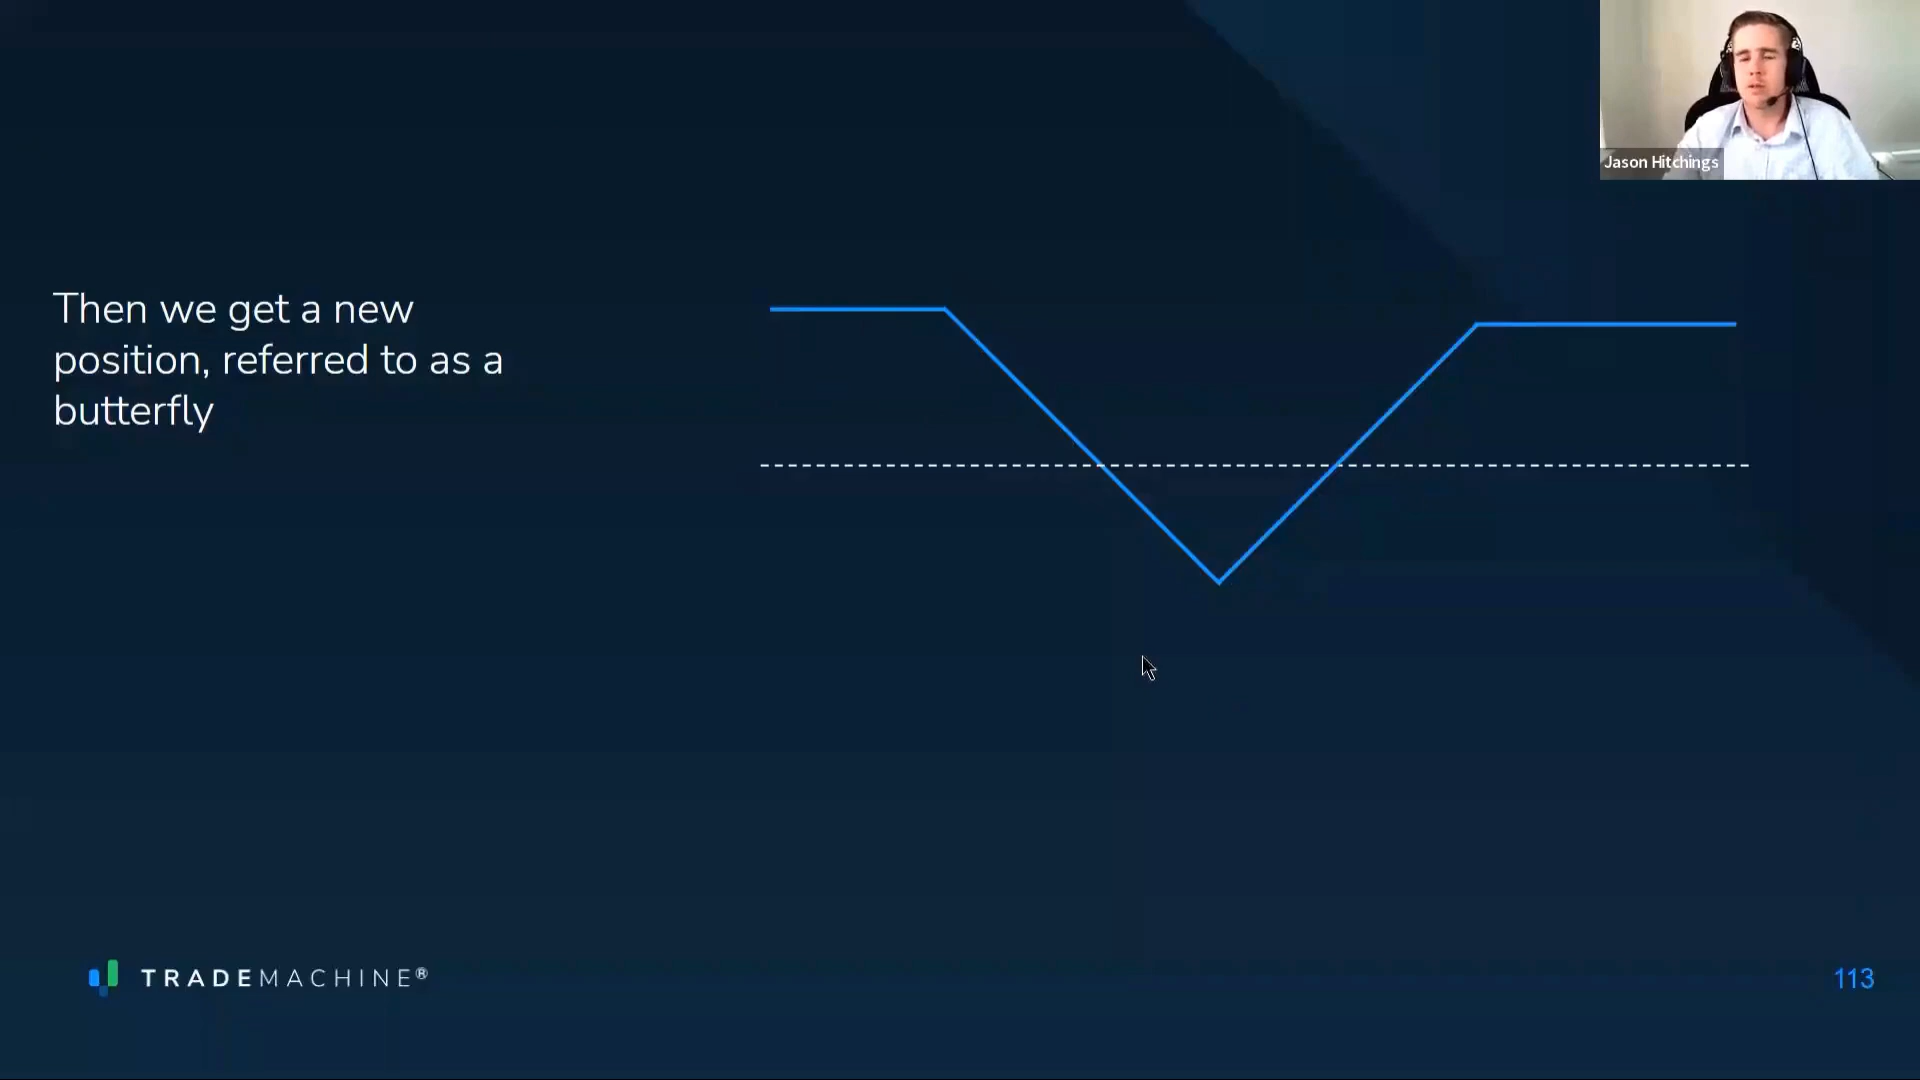 Jason Hitchings
Then we get a new
position, referred to as a
butterfly
TRADEMACHINE®
113